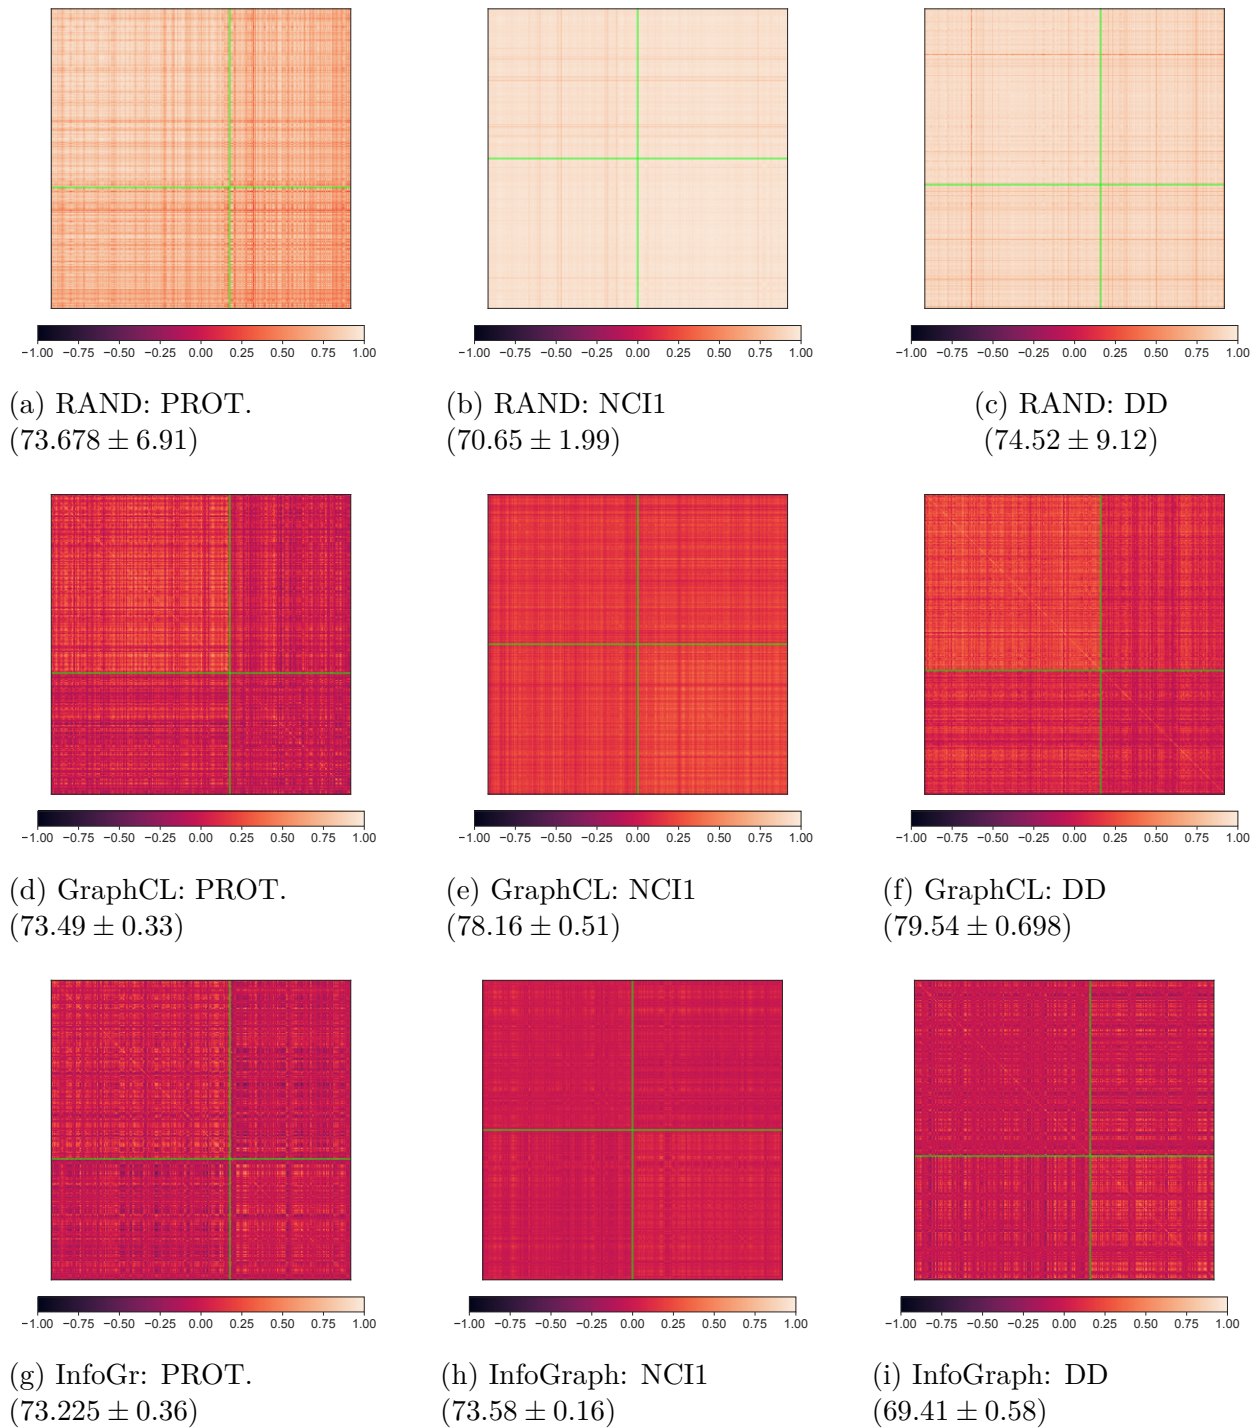 −1.00 −0.75 −0.50 −0.25 0.00 0.25 0.50 0.75 1.00
−1.00 −0.75 −0.50 −0.25 0.00 0.25 0.50 0.75 1.00
−1.00 −0.75 −0.50 −0.25 0.00 0.25 0.50 0.75 1.00
(a) RAND: PROT.
(73.678 ± 6.91)
(b) RAND: NCI1
(70.65 ± 1.99)
(c) RAND: DD
(74.52 ± 9.12)
−1.00 −0.75 −0.50 −0.25 0.00 0.25 0.50 0.75 1.00
−1.00 −0.75 −0.50 −0.25 0.00 0.25 0.50 0.75 1.00
−1.00 −0.75 −0.50 −0.25 0.00 0.25 0.50 0.75 1.00
(d) GraphCL: PROT.
(73.49 ± 0.33)
(e) GraphCL: NCI1
(78.16 ± 0.51)
(f) GraphCL: DD
(79.54 ± 0.698)
−1.00 −0.75 −0.50 −0.25 0.00 0.25 0.50 0.75 1.00
−1.00 −0.75 −0.50 −0.25 0.00 0.25 0.50 0.75 1.00
−1.00 −0.75 −0.50 −0.25 0.00 0.25 0.50 0.75 1.00
(g) InfoGr: PROT.
(73.225 ± 0.36)
(h) InfoGraph: NCI1
(73.58 ± 0.16)
(i) InfoGraph: DD
(69.41 ± 0.58)